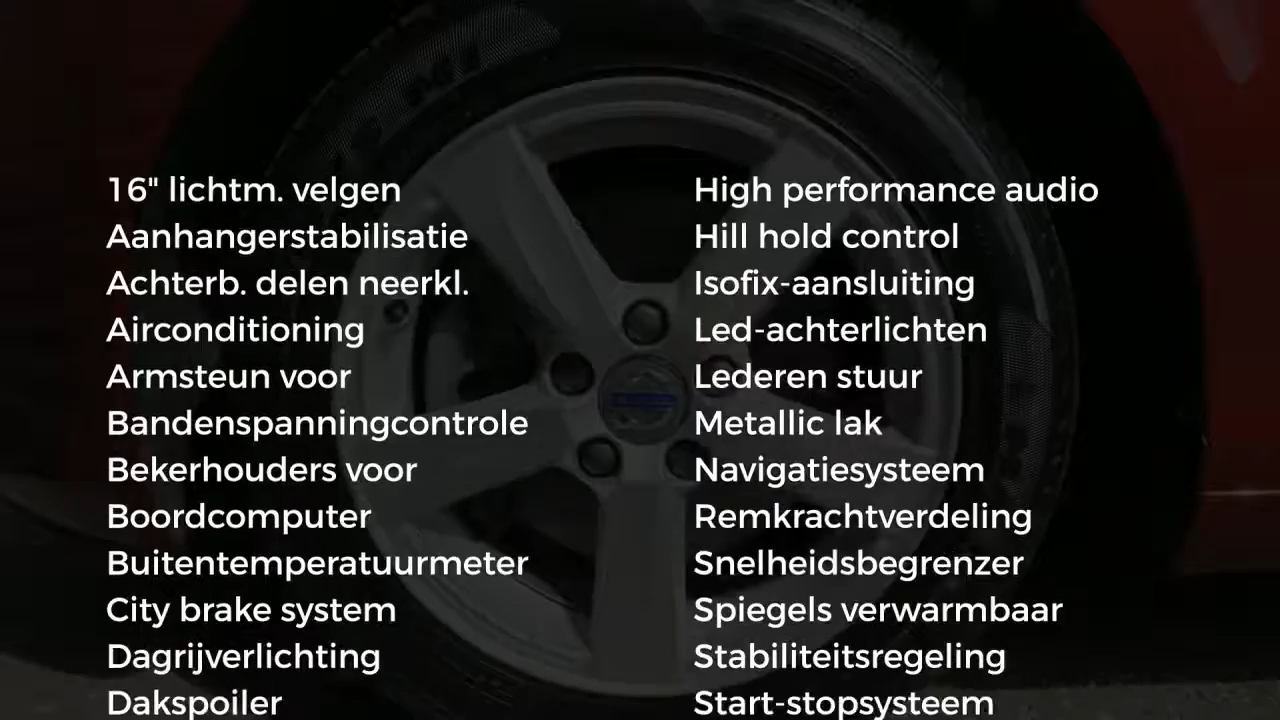 16" lichtm. velgen
Aanhangerstabilisatie
Achterb. delen neerkl.
Airconditioning
Armsteun voor
Bandenspanningcontrole
Bekerhouders voor
Boordcomputer
Buitentemperatuurmeter
City brake system
Dagrijverlichting
Dakspoiler
High performance audio
Hill hold control
Isofix-aansluiting
Led-achterlichten
Lederen stuur
Metallic lak
Navigatiesysteem
Remkrachtverdeling
Snelheidsbegrenzer
Spiegels verwarmbaar
Stabiliteitsregeling
Start-stopsysteem